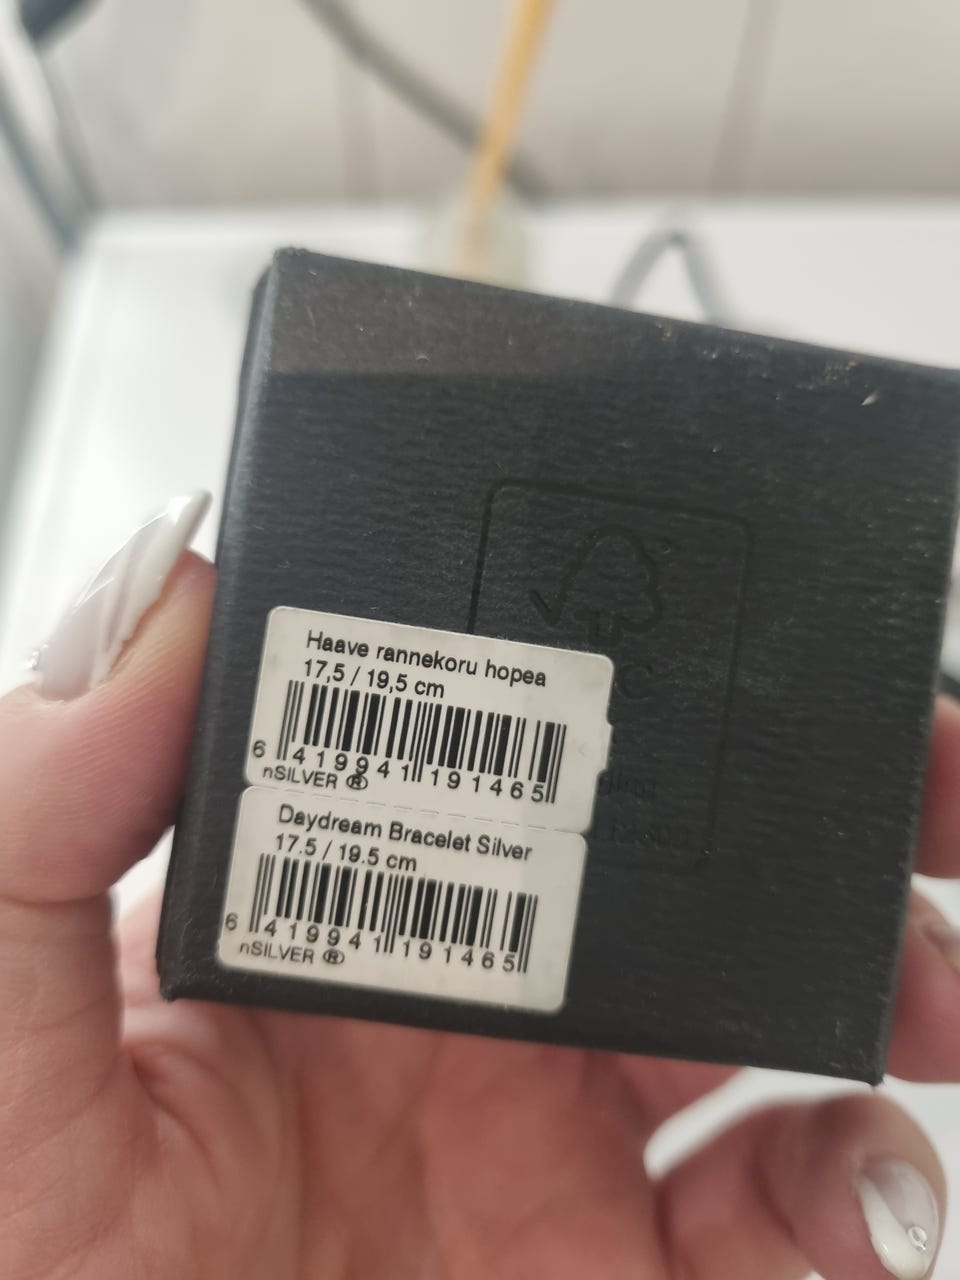 Haave rannekoru hopea
17,5 / 19,5 cm
6 419941 191465
nSILVER ®
Daydream Bracelet Silver
17.5 / 19.5 cm
6 419941 191465
nSILVER ®